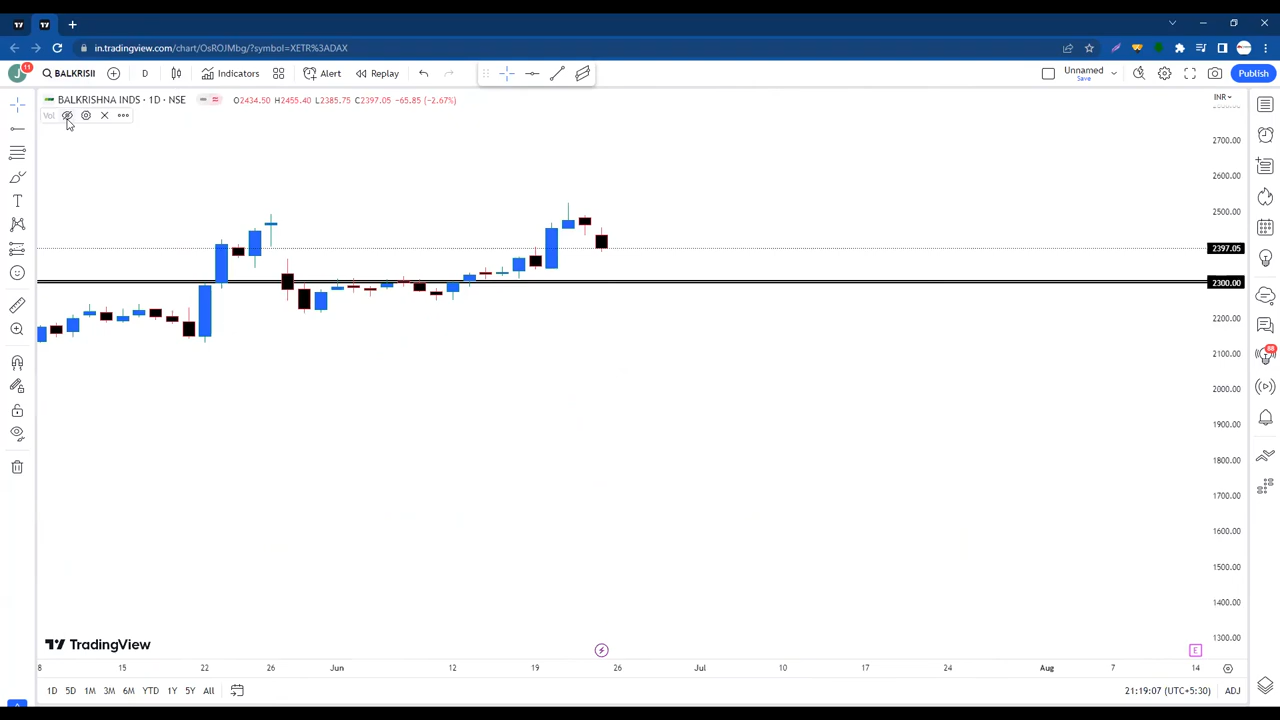 in.tradingview.com/chart/OsROJMbg/?symbol=XETR%3ADAX
J 11 BALKRISI D Indicators Alert Replay Unnamed Save Publish
BALKRISHNA INDS · 1D · NSE O2434.50 H2455.40 L2385.75 C2397.05 −65.85 (−2.67%) INR
Vol
2700.00
2600.00
2500.00
2397.05
2300.00
2200.00
2100.00
2000.00
1900.00
1800.00
1700.00
1600.00
1500.00
1400.00
1300.00
88
TradingView
E
8 15 22 26 Jun 12 19 26 Jul 10 17 24 Aug 7 14
1D 5D 1M 3M 6M YTD 1Y 5Y All 21:19:07 (UTC+5:30) ADJ